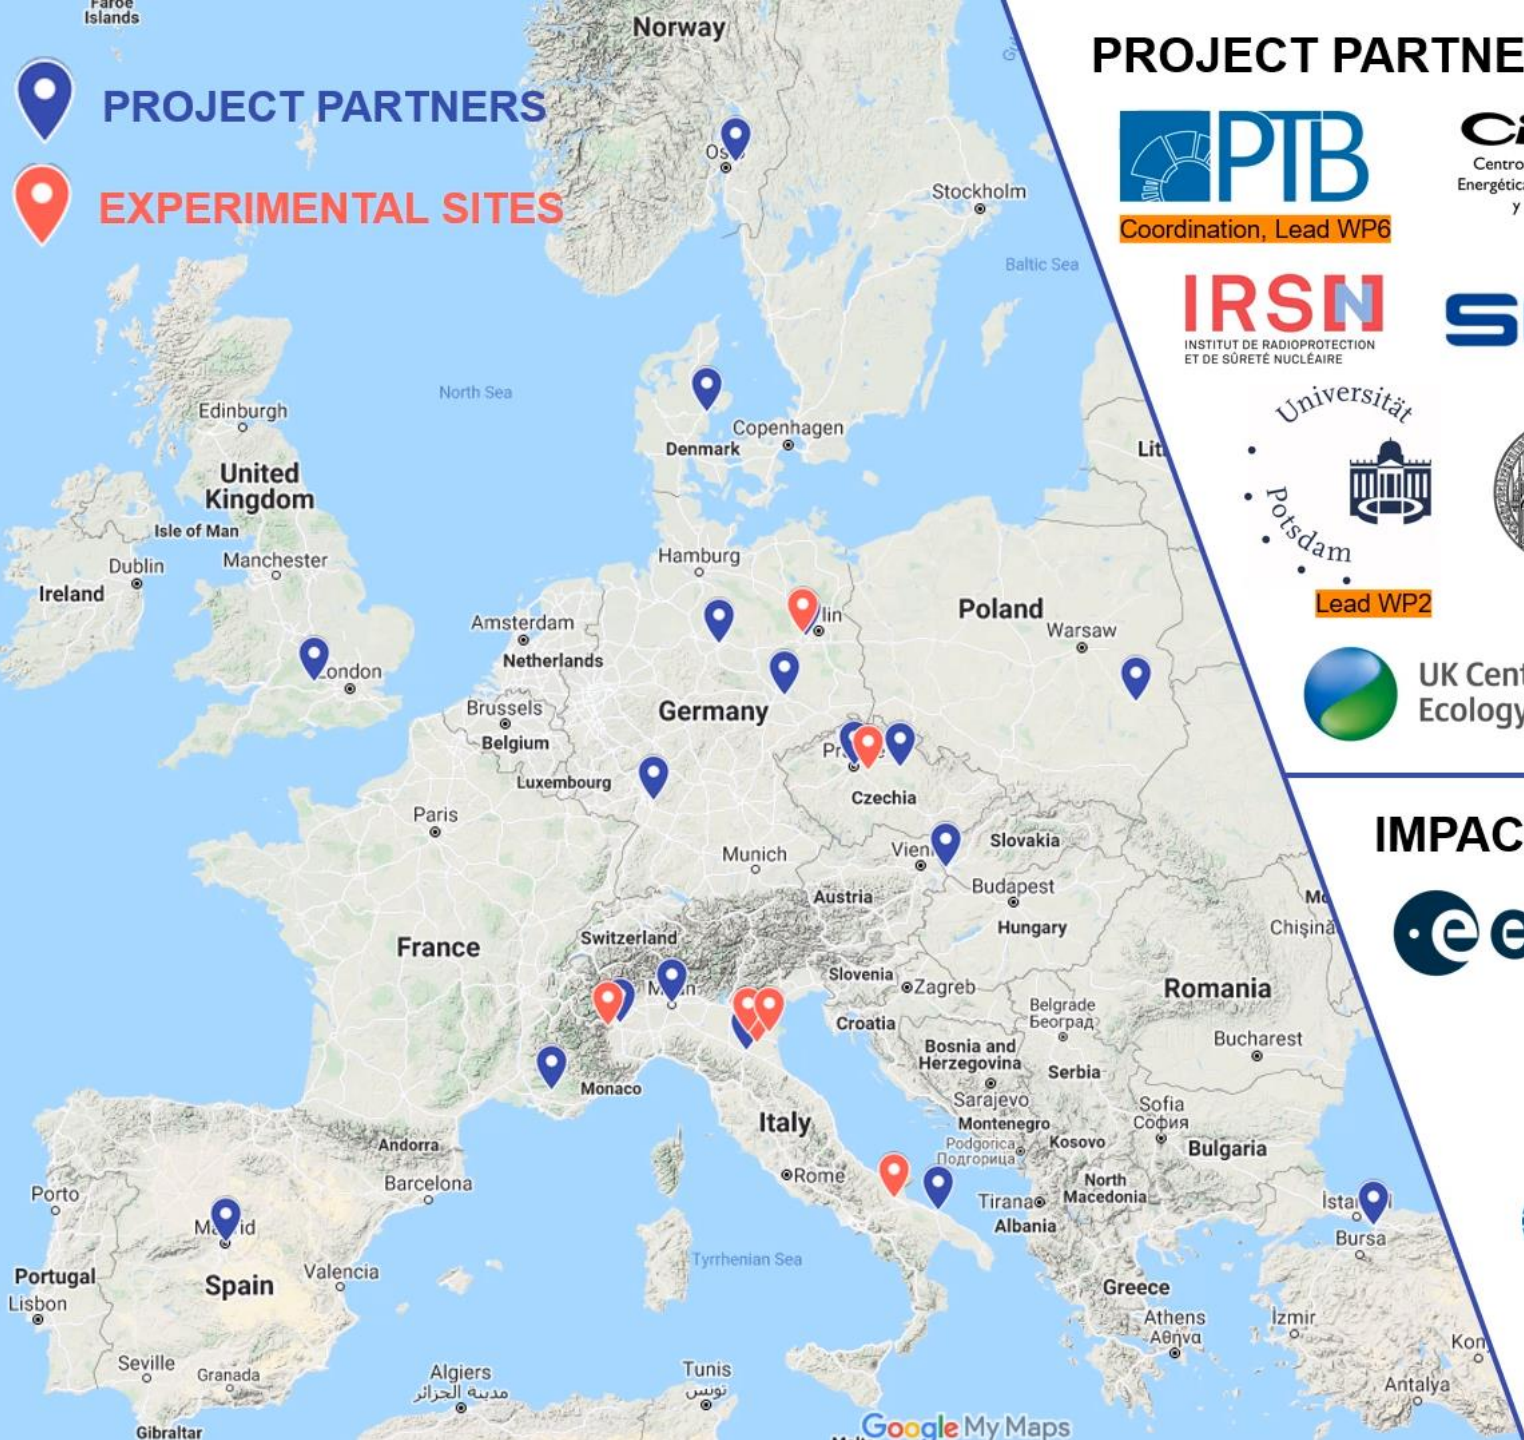 Faroe
Islands
Norway
PROJECT PARTNERS
EXPERIMENTAL SITES
Stockholm
Baltic Sea
North Sea
Edinburgh
United
Kingdom
Isle of Man
Dublin
Manchester
Ireland
London
Denmark
Copenhagen
Hamburg
Amsterdam
Netherlands
Brussels
Belgium
Luxembourg
Germany
Poland
Warsaw
Czechia
Paris
Munich
Slovakia
Austria
Budapest
Hungary
France
Switzerland
Slovenia
Zagreb
Croatia
Belgrade
Београд
Romania
Bucharest
Bosnia and
Herzegovina
Sarajevo
Serbia
Monaco
Italy
Montenegro
Podgorica
Подгорица
Kosovo
Sofia
София
Bulgaria
Andorra
Barcelona
Rome
North
Macedonia
Tirana
Albania
Porto
Portugal
Lisbon
Spain
Valencia
Tyrrhenian Sea
Bursa
Greece
Athens
Αθήνα
İzmir
Antalya
Seville
Granada
Gibraltar
Algiers
مدينة الجزائر
Tunis
تونس
Google My Maps
PROJECT PARTNE
PTB
Coordination, Lead WP6
Centro
Energética
y
IRSN
INSTITUT DE RADIOPROTECTION
ET DE SÛRETÉ NUCLÉAIRE
Universität
Potsdam
Lead WP2
UK Cent
Ecology
IMPAC